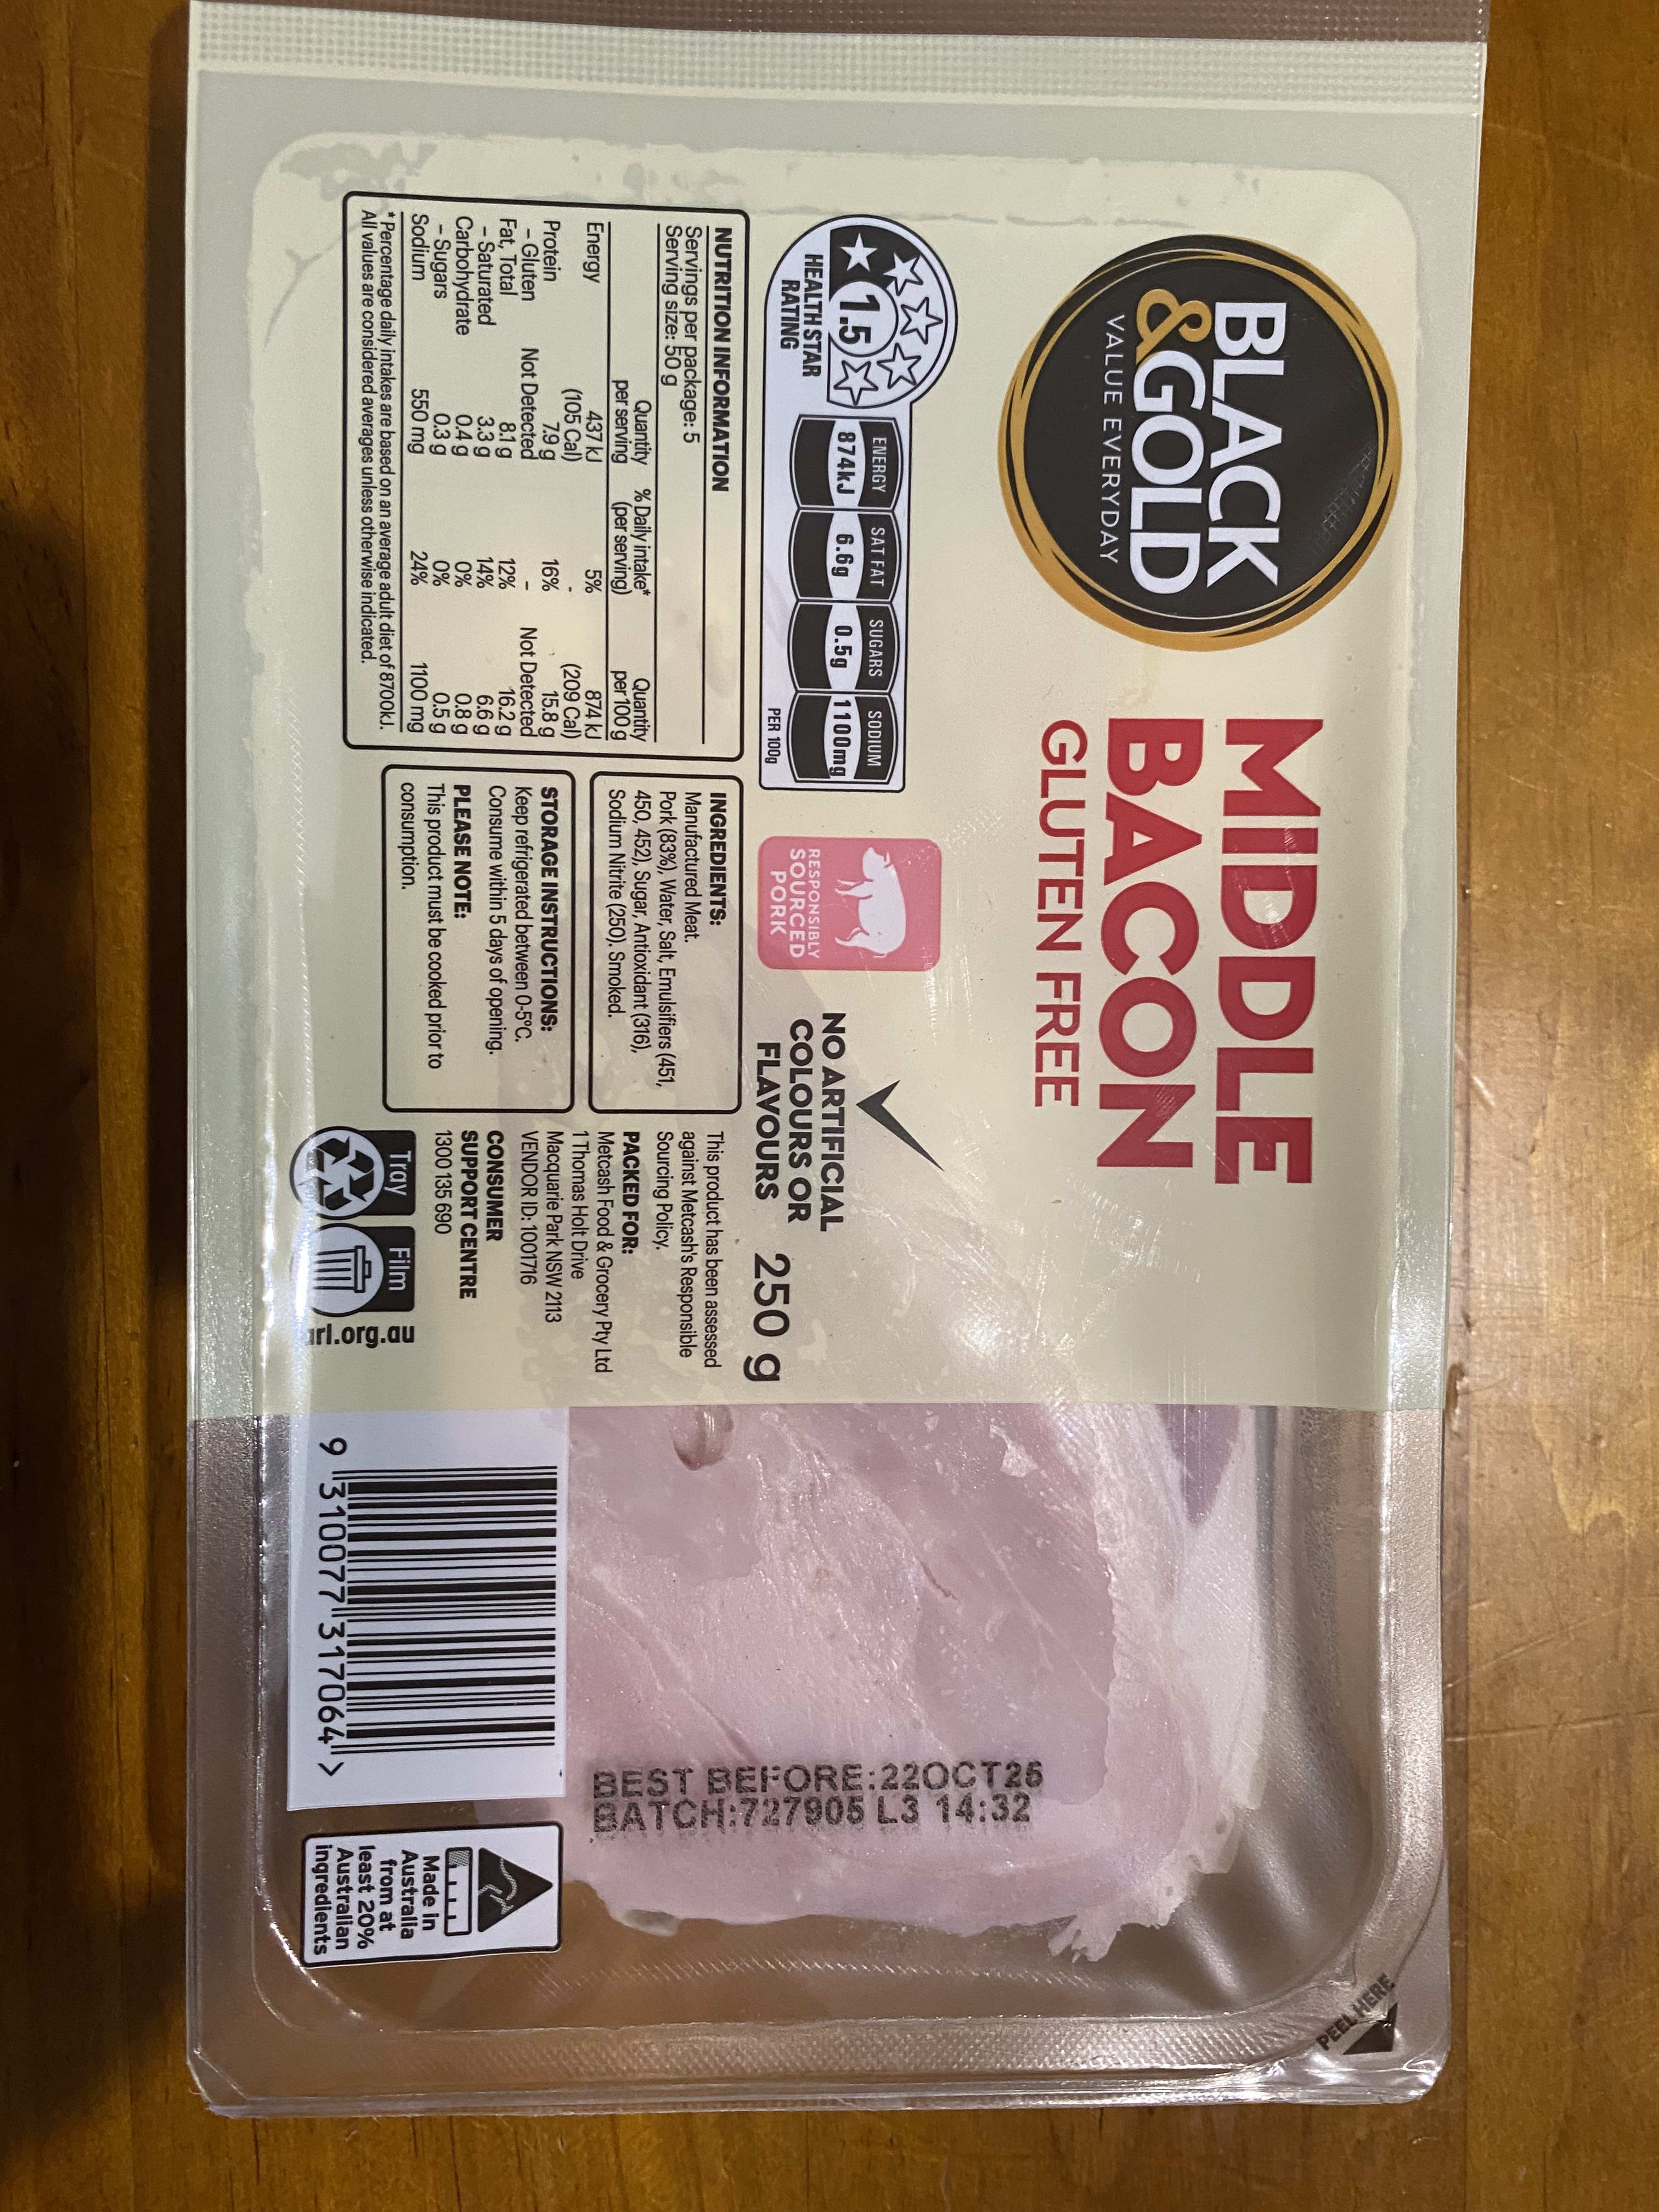 BLACK
&GOLD
VALUE EVERYDAY
MIDDLE
BACON
GLUTEN FREE
1.5
HEALTH STAR
RATING
ENERGY SAT FAT SUGARS SODIUM
874kJ 6.6g 0.5g 1100mg
PER 100g
RESPONSIBLY
SOURCED
PORK
NO ARTIFICIAL
COLOURS OR
FLAVOURS
250 g
NUTRITION INFORMATION
Servings per package: 5
Serving size: 50 g
Quantity % Daily intake* Quantity
per serving (per serving) per 100 g
Energy 437 kJ 5% 874 kJ
(105 Cal) - (209 Cal)
Protein 7.9 g 16% 15.8 g
– Gluten Not Detected – Not Detected
Fat, Total 8.1 g 12% 16.2 g
– Saturated 3.3 g 14% 6.6 g
Carbohydrate 0.4 g 0% 0.8 g
– Sugars 0.3 g 0% 0.5 g
Sodium 550 mg 24% 1100 mg
*Percentage daily intakes are based on an average adult diet of 8700kJ.
All values are considered averages unless otherwise indicated.
INGREDIENTS:
Manufactured Meat.
Pork (83%), Water, Salt, Emulsifiers (451,
450, 452), Sugar, Antioxidant (316),
Sodium Nitrite (250). Smoked.
STORAGE INSTRUCTIONS:
Keep refrigerated between 0-5°C.
Consume within 5 days of opening.
PLEASE NOTE:
This product must be cooked prior to
consumption.
This product has been assessed
against Metcash's Responsible
Sourcing Policy.
PACKED FOR:
Metcash Food & Grocery Pty Ltd
1 Thomas Holt Drive
Macquarie Park NSW 2113
VENDOR ID: 1001716
CONSUMER
SUPPORT CENTRE
1300 135 690
Tray Film
arl.org.au
9 310077 317064 >
BEST BEFORE:22OCT25
BATCH:727905 L3 14:32
Made in
Australia
from at
least 20%
Australian
ingredients
PEEL HERE